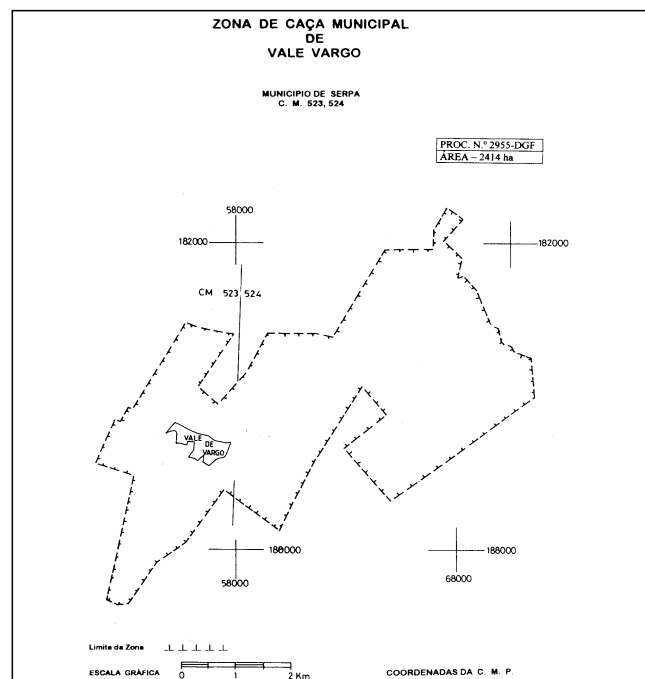 ZONA DE CAÇA MUNICIPAL
DE
VALE VARGO
MUNICIPIO DE SERPA
C. M. 523, 524
PROC. N.º 2955-DGF
ÁREA – 2414 ha
58000
182000
182000
CM 523 524
VALE
DE
VARGO
188000
188000
58000
68000
Limite da Zona
ESCALA GRÁFICA 0 1 2 Km
COORDENADAS DA C. M. P.